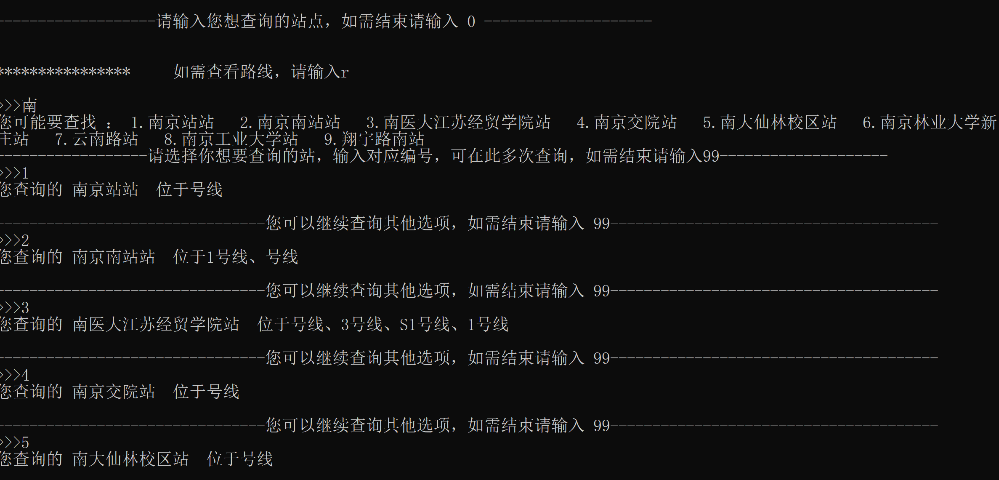 ------------------请输入您想查询的站点，如需结束请输入 0 --------------------
****************     如需查看路线，请输入r
>>>南
您可能要查找 ： 1.南京站站   2.南京南站站   3.南医大江苏经贸学院站   4.南京交院站   5.南大仙林校区站   6.南京林业大学新
庄站   7.云南路站   8.南京工业大学站   9.翔宇路南站
------------------请选择你想要查询的站，输入对应编号，可在此多次查询，如需结束请输入99--------------------
>>>1
您查询的 南京站站  位于号线
--------------------------------您可以继续查询其他选项，如需结束请输入 99---------------------------------------
>>>2
您查询的 南京南站站  位于1号线、号线
--------------------------------您可以继续查询其他选项，如需结束请输入 99---------------------------------------
>>>3
您查询的 南医大江苏经贸学院站  位于号线、3号线、S1号线、1号线
--------------------------------您可以继续查询其他选项，如需结束请输入 99---------------------------------------
>>>4
您查询的 南京交院站  位于号线
--------------------------------您可以继续查询其他选项，如需结束请输入 99---------------------------------------
>>>5
您查询的 南大仙林校区站  位于号线